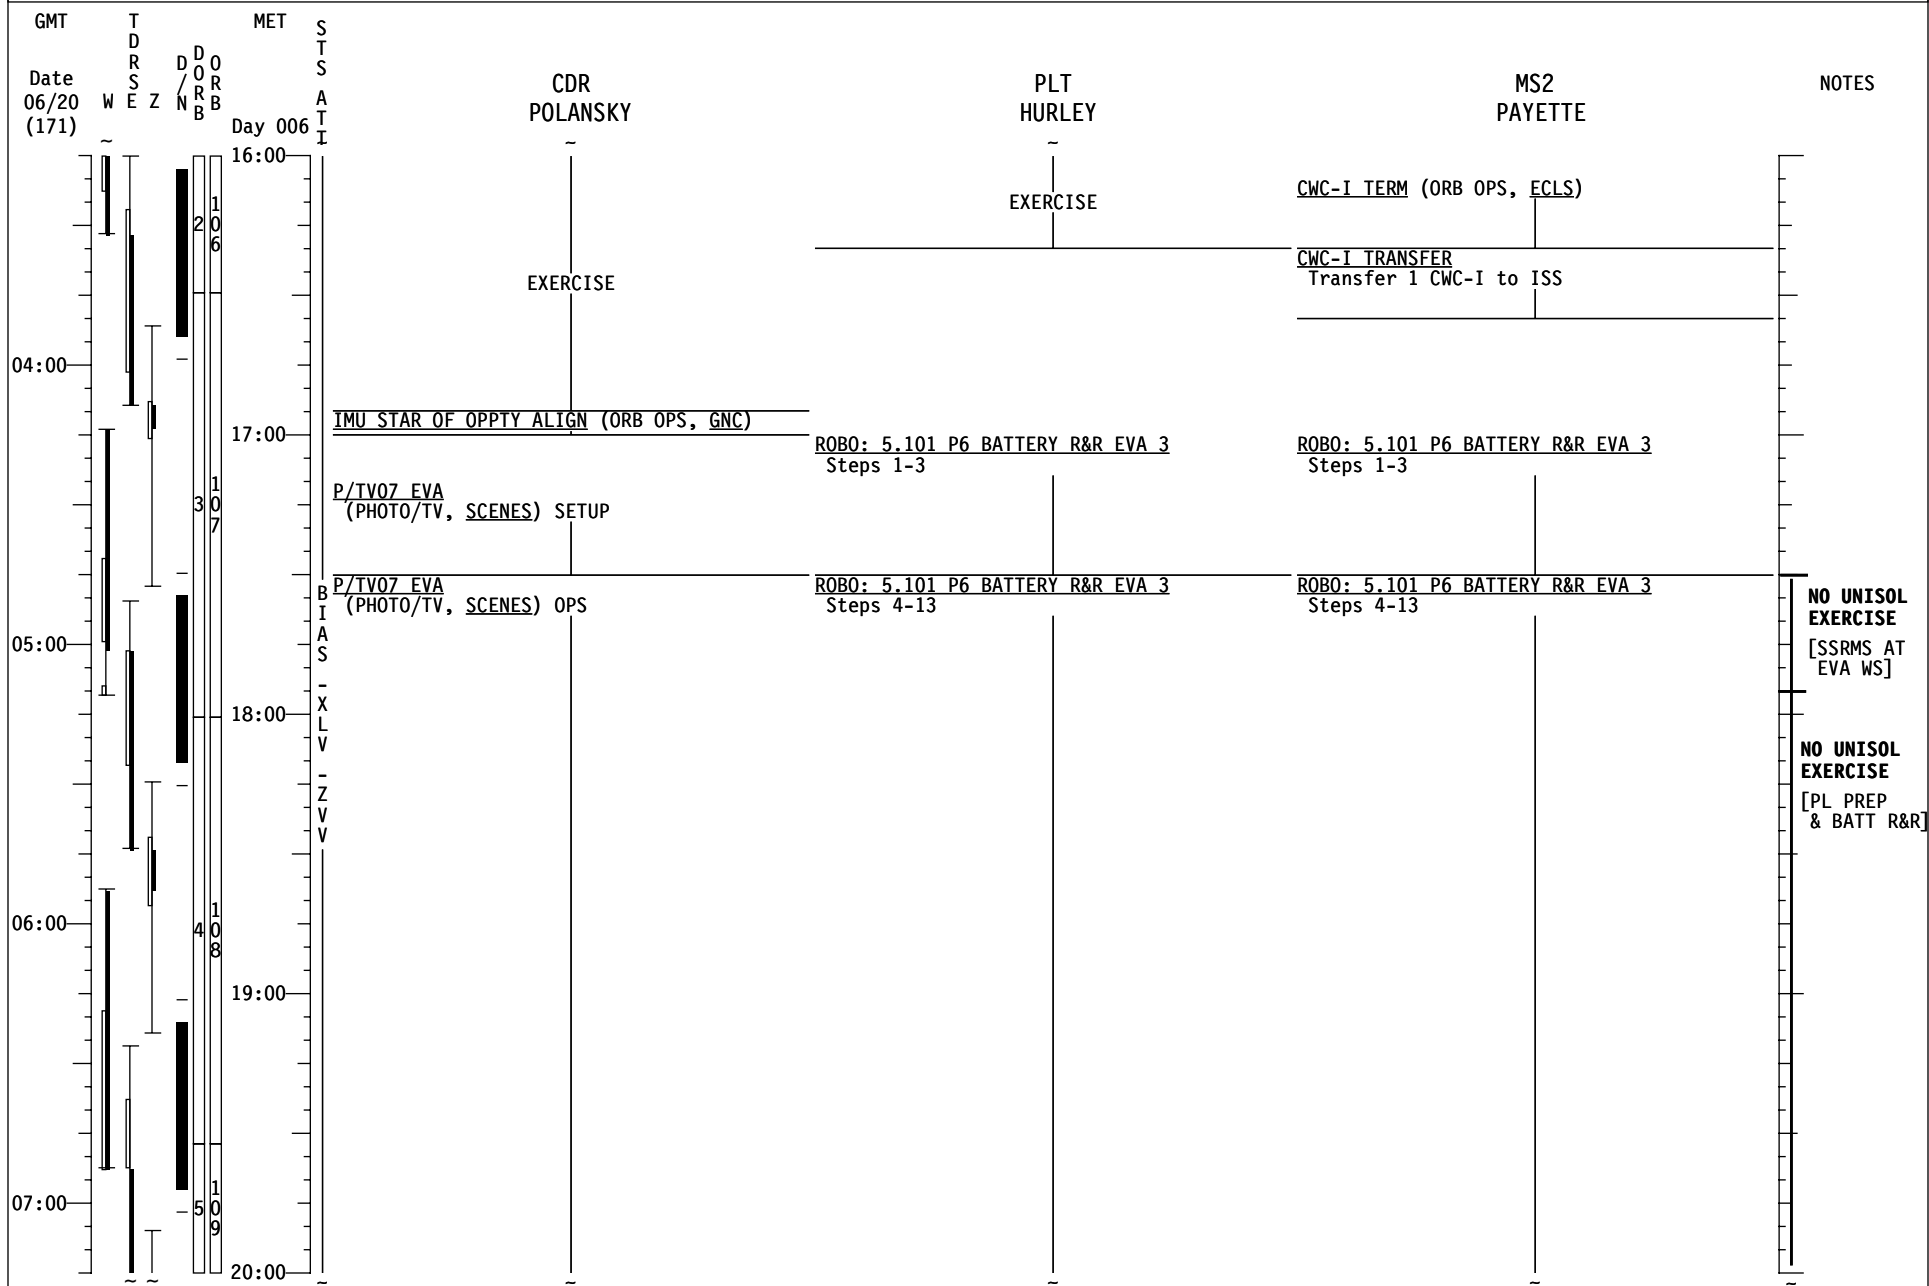 GMT
TDRS
MET
STS ATT
Date
06/20
(171)
W E Z
D/N
DORB
ORB
Day 006
CDR
POLANSKY
PLT
HURLEY
MS2
PAYETTE
NOTES
~
~
~
16:00
EXERCISE
CWC-I TERM (ORB OPS, ECLS)
2
106
CWC-I TRANSFER
Transfer 1 CWC-I to ISS
EXERCISE
04:00
IMU STAR OF OPPTY ALIGN (ORB OPS, GNC)
17:00
ROBO: 5.101 P6 BATTERY R&R EVA 3
Steps 1-3
ROBO: 5.101 P6 BATTERY R&R EVA 3
Steps 1-3
P/TV07 EVA
(PHOTO/TV, SCENES) SETUP
3
107
P/TV07 EVA
(PHOTO/TV, SCENES) OPS
ROBO: 5.101 P6 BATTERY R&R EVA 3
Steps 4-13
ROBO: 5.101 P6 BATTERY R&R EVA 3
Steps 4-13
NO UNISOL
EXERCISE
[SSRMS AT
EVA WS]
BIAS -XLV -ZVV
05:00
18:00
NO UNISOL
EXERCISE
[PL PREP
& BATT R&R]
06:00
4
108
19:00
07:00
5
109
20:00
~ ~ ~ ~ ~ ~ ~